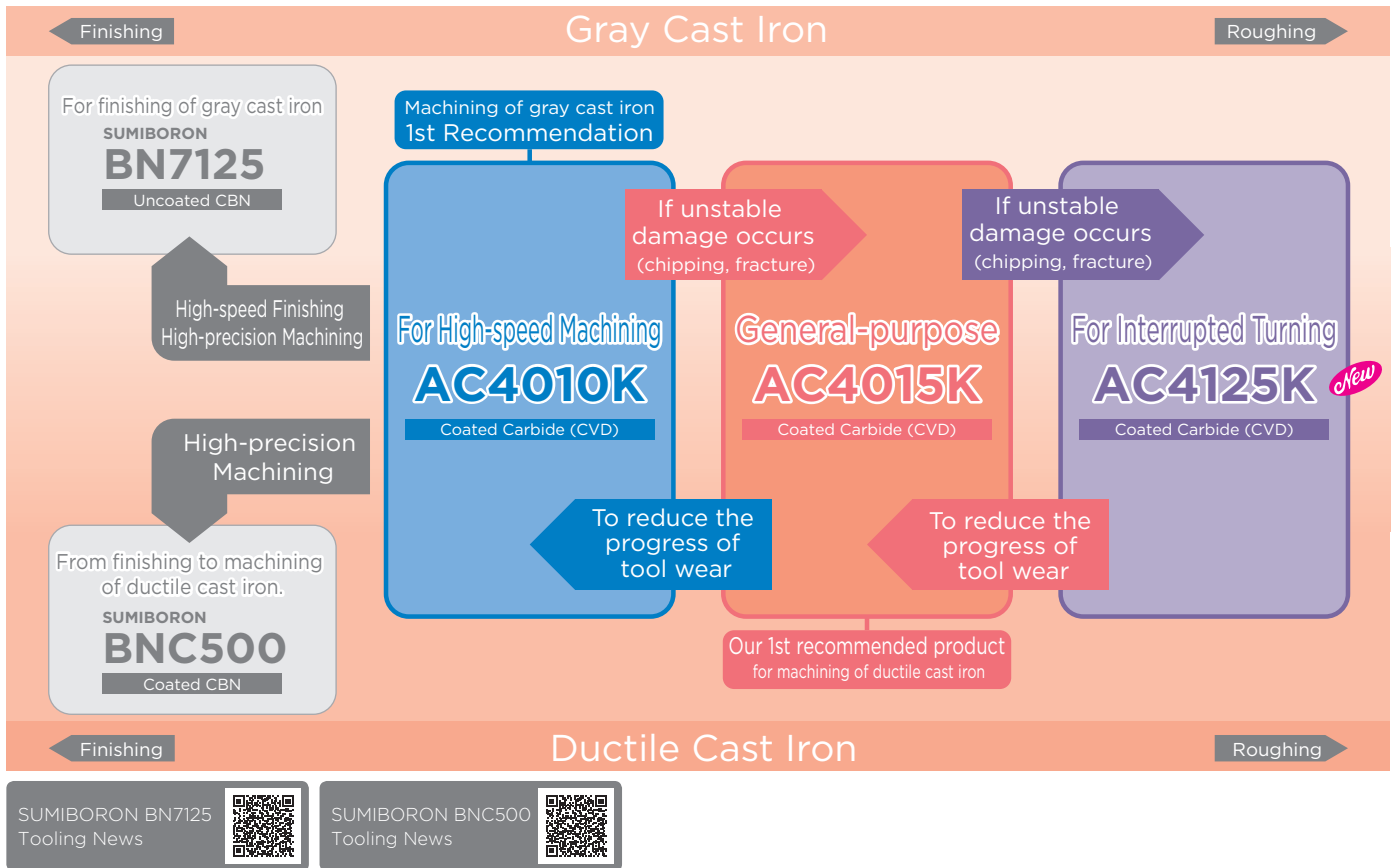 Finishing
Gray Cast Iron
Roughing
For finishing of gray cast iron
SUMIBORON
BN7125
Uncoated CBN
High-speed Finishing
High-precision Machining
High-precision
Machining
From finishing to machining
of ductile cast iron.
SUMIBORON
BNC500
Coated CBN
Machining of gray cast iron
1st Recommendation
For High-speed Machining
AC4010K
Coated Carbide (CVD)
If unstable
damage occurs
(chipping, fracture)
To reduce the
progress of
tool wear
General-purpose
AC4015K
Coated Carbide (CVD)
Our 1st recommended product
for machining of ductile cast iron
If unstable
damage occurs
(chipping, fracture)
To reduce the
progress of
tool wear
For Interrupted Turning
AC4125K
New
Coated Carbide (CVD)
Finishing
Ductile Cast Iron
Roughing
SUMIBORON BN7125
Tooling News
SUMIBORON BNC500
Tooling News